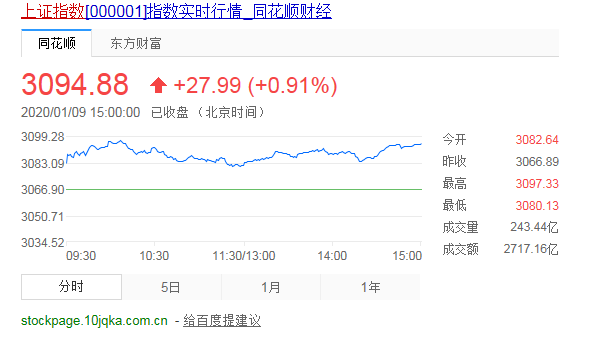 上证指数[000001]指数实时行情_同花顺财经
同花顺 东方财富
3094.88 +27.99 (+0.91%)
2020/01/09 15:00:00 已收盘 （北京时间）
3099.28
3083.09
3066.90
3050.71
3034.52
09:30 10:30 11:30/13:00 14:00 15:00
今开 3082.64
昨收 3066.89
最高 3097.33
最低 3080.13
成交量 243.44亿
成交额 2717.16亿
分时 5日 1月 1年
stockpage.10jqka.com.cn - 给百度提建议